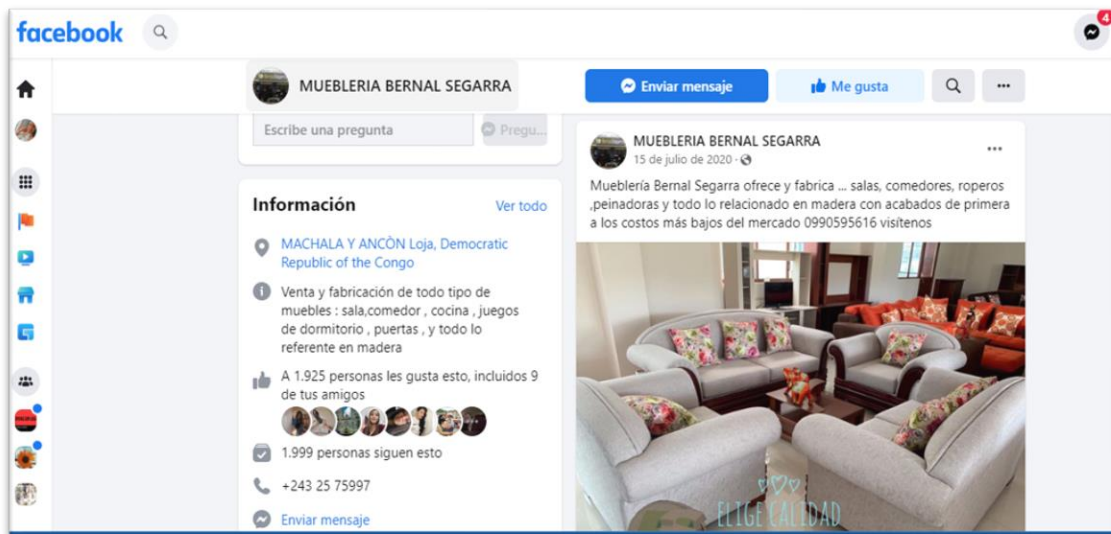 facebook
4
MUEBLERIA BERNAL SEGARRA
Enviar mensaje
Me gusta
Escribe una pregunta
Pregu...
Información
Ver todo
MACHALA Y ANCÒN Loja, Democratic
Republic of the Congo
Venta y fabricación de todo tipo de
muebles : sala,comedor , cocina , juegos
de dormitorio , puertas , y todo lo
referente en madera
A 1.925 personas les gusta esto, incluidos 9
de tus amigos
1.999 personas siguen esto
+243 25 75997
Enviar mensaje
MUEBLERIA BERNAL SEGARRA
15 de julio de 2020 ·
Mueblería Bernal Segarra ofrece y fabrica ... salas, comedores, roperos
,peinadoras y todo lo relacionado en madera con acabados de primera
a los costos más bajos del mercado 0990595616 visítenos
ELIGE CALIDAD